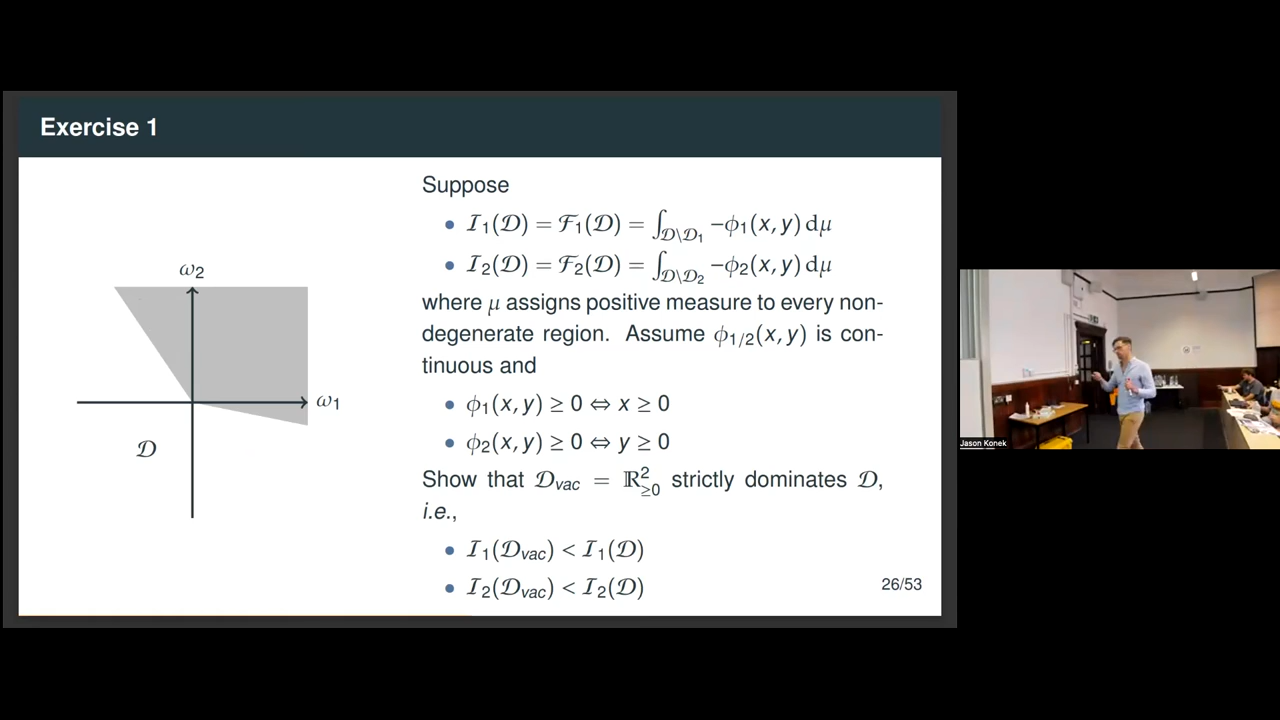 Exercise 1
ω₂
ω₁
𝒟
Suppose
• ℐ₁(𝒟) = ℱ₁(𝒟) = ∫_{𝒟\𝒟₁} −ϕ₁(x, y) dμ
• ℐ₂(𝒟) = ℱ₂(𝒟) = ∫_{𝒟\𝒟₂} −ϕ₂(x, y) dμ
where μ assigns positive measure to every non-
degenerate region. Assume ϕ_{1/2}(x, y) is con-
tinuous and
• ϕ₁(x, y) ≥ 0 ⇔ x ≥ 0
• ϕ₂(x, y) ≥ 0 ⇔ y ≥ 0
Show that 𝒟_{vac} = ℝ²_{≥0} strictly dominates 𝒟,
i.e.,
• ℐ₁(𝒟_{vac}) < ℐ₁(𝒟)
• ℐ₂(𝒟_{vac}) < ℐ₂(𝒟)
26/53
Jason Konek